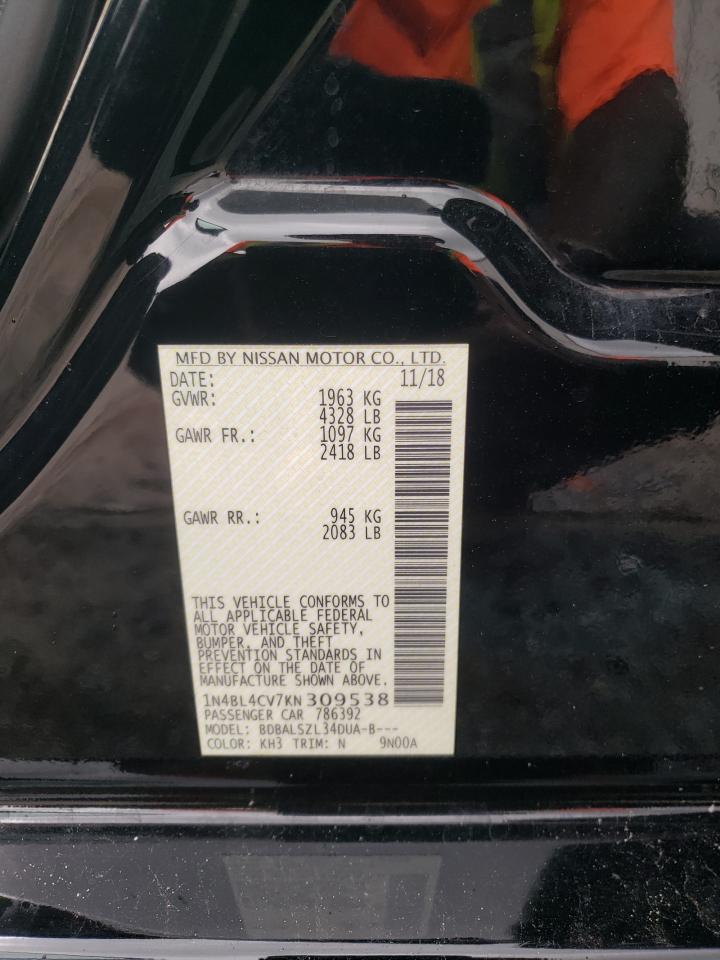 MFD BY NISSAN MOTOR CO., LTD.
DATE: 11/18
GVWR: 1963 KG
4328 LB
GAWR FR.: 1097 KG
2418 LB
GAWR RR.: 945 KG
2083 LB
THIS VEHICLE CONFORMS TO
ALL APPLICABLE FEDERAL
MOTOR VEHICLE SAFETY,
BUMPER, AND THEFT
PREVENTION STANDARDS IN
EFFECT ON THE DATE OF
MANUFACTURE SHOWN ABOVE.
1N4BL4CV7KN309538
PASSENGER CAR 786392
MODEL: BDBALSZL34DUA-B---
COLOR: KH3 TRIM: N 9N00A